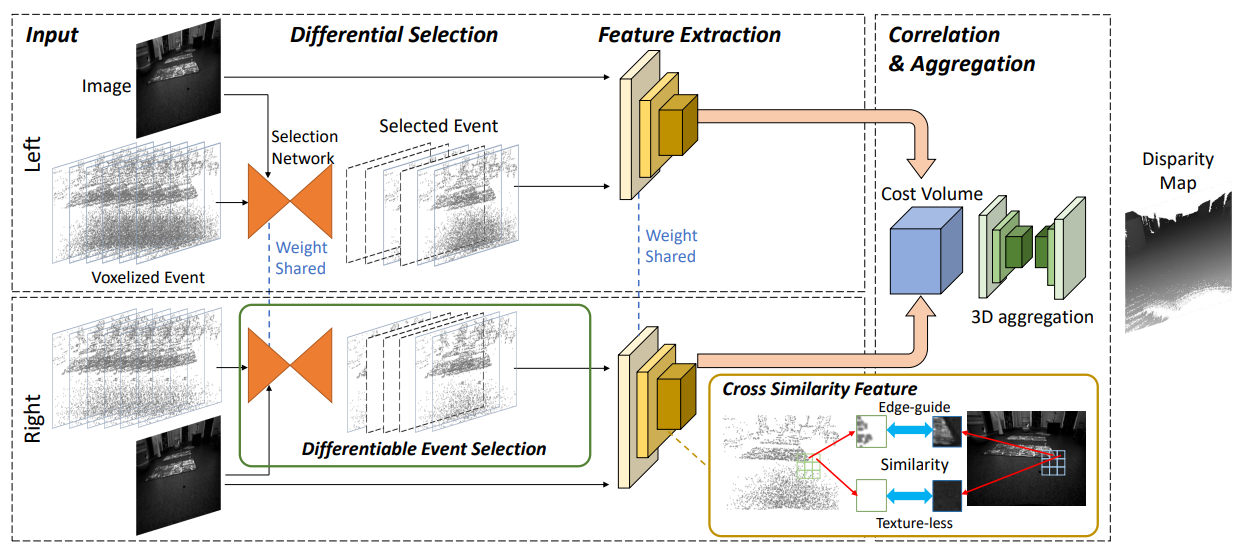 Input
Differential Selection
Feature Extraction
Correlation
& Aggregation
Image
Left
Selection
Network
Selected Event
Voxelized Event
Weight
Shared
Weight
Shared
Cost Volume
3D aggregation
Disparity
Map
Right
Differentiable Event Selection
Cross Similarity Feature
Edge-guide
Similarity
Texture-less